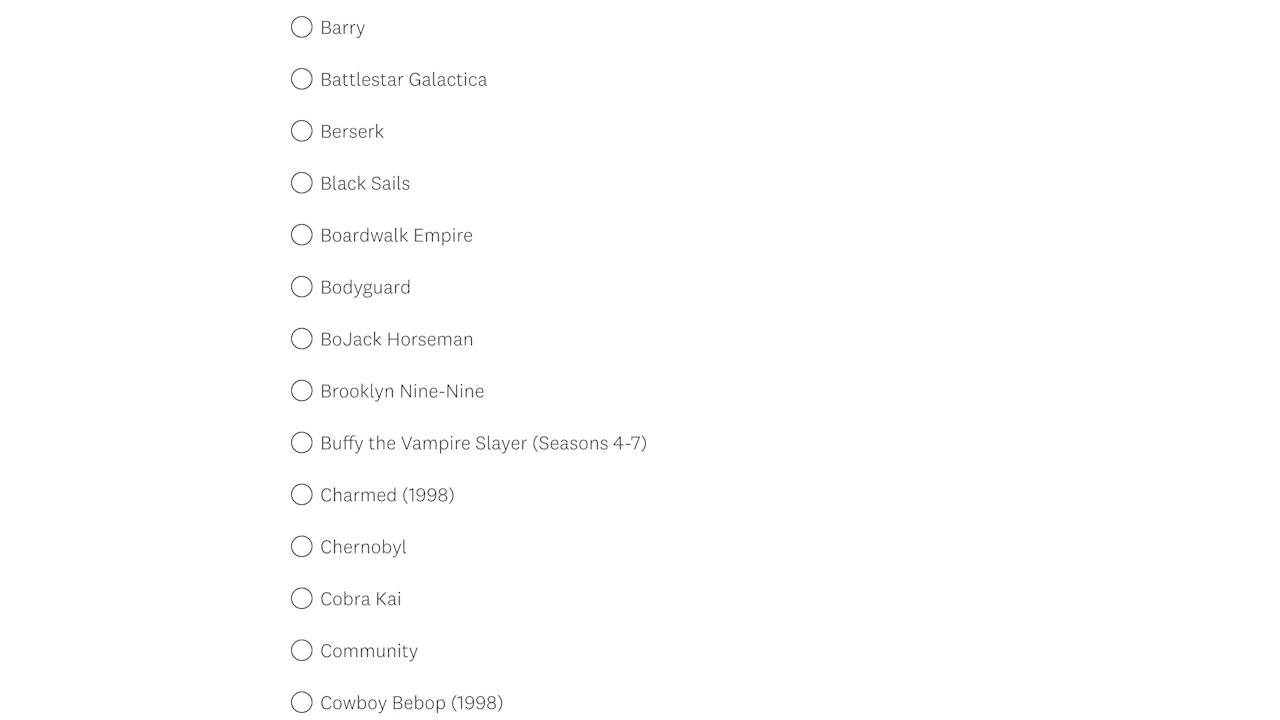 Barry
Battlestar Galactica
Berserk
Black Sails
Boardwalk Empire
Bodyguard
BoJack Horseman
Brooklyn Nine-Nine
Buffy the Vampire Slayer (Seasons 4-7)
Charmed (1998)
Chernobyl
Cobra Kai
Community
Cowboy Bebop (1998)